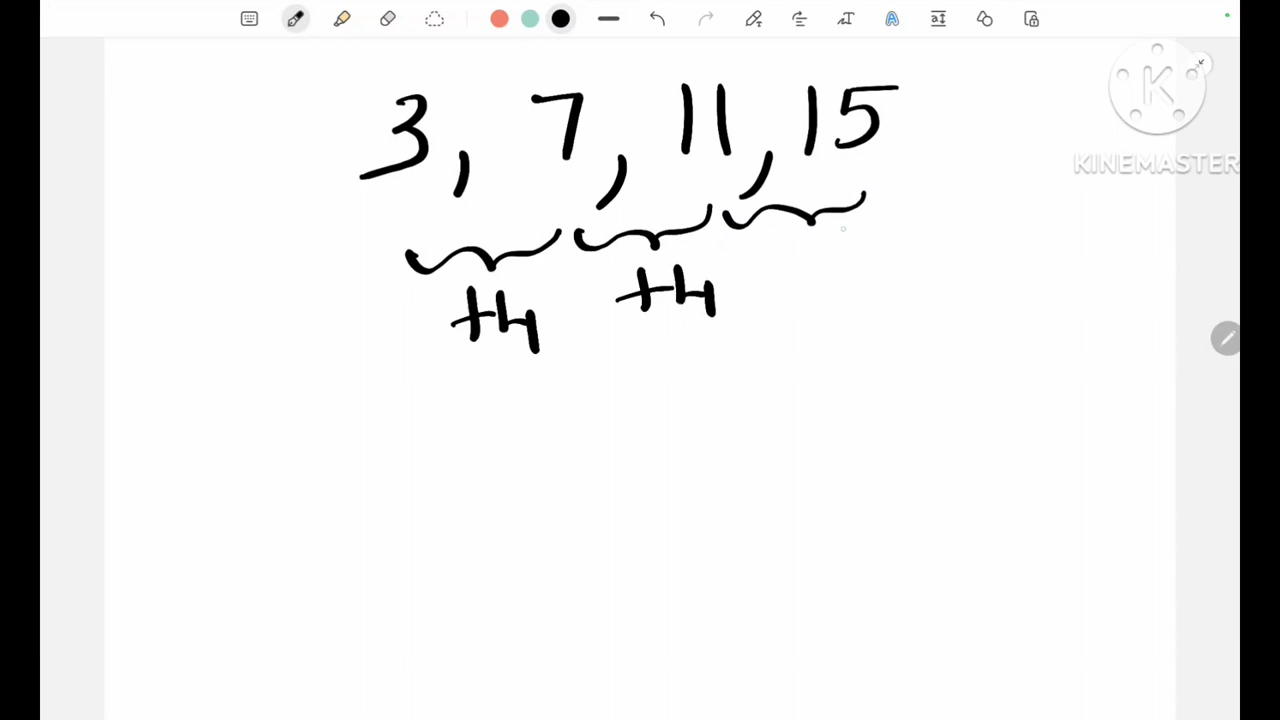 K
KINEMASTER
3, 7, 11, 15
+4 +4